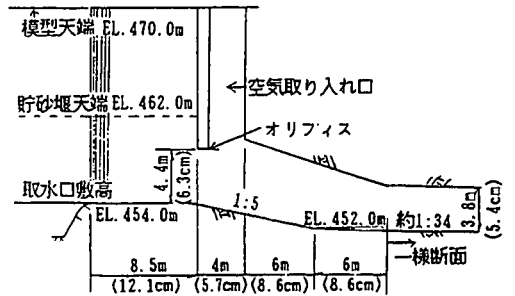 模型天端 EL.470.0m
空気取り入れ口
貯砂堰天端 EL.462.0m
オリフィス
4.4m
(6.3cm)
取水口敷高
EL.454.0m
1:5
EL.452.0m
約1:34
3.8m
(5.4cm)
一様断面
8.5m 4m 6m 6m
(12.1cm) (5.7cm) (8.6cm) (8.6cm)